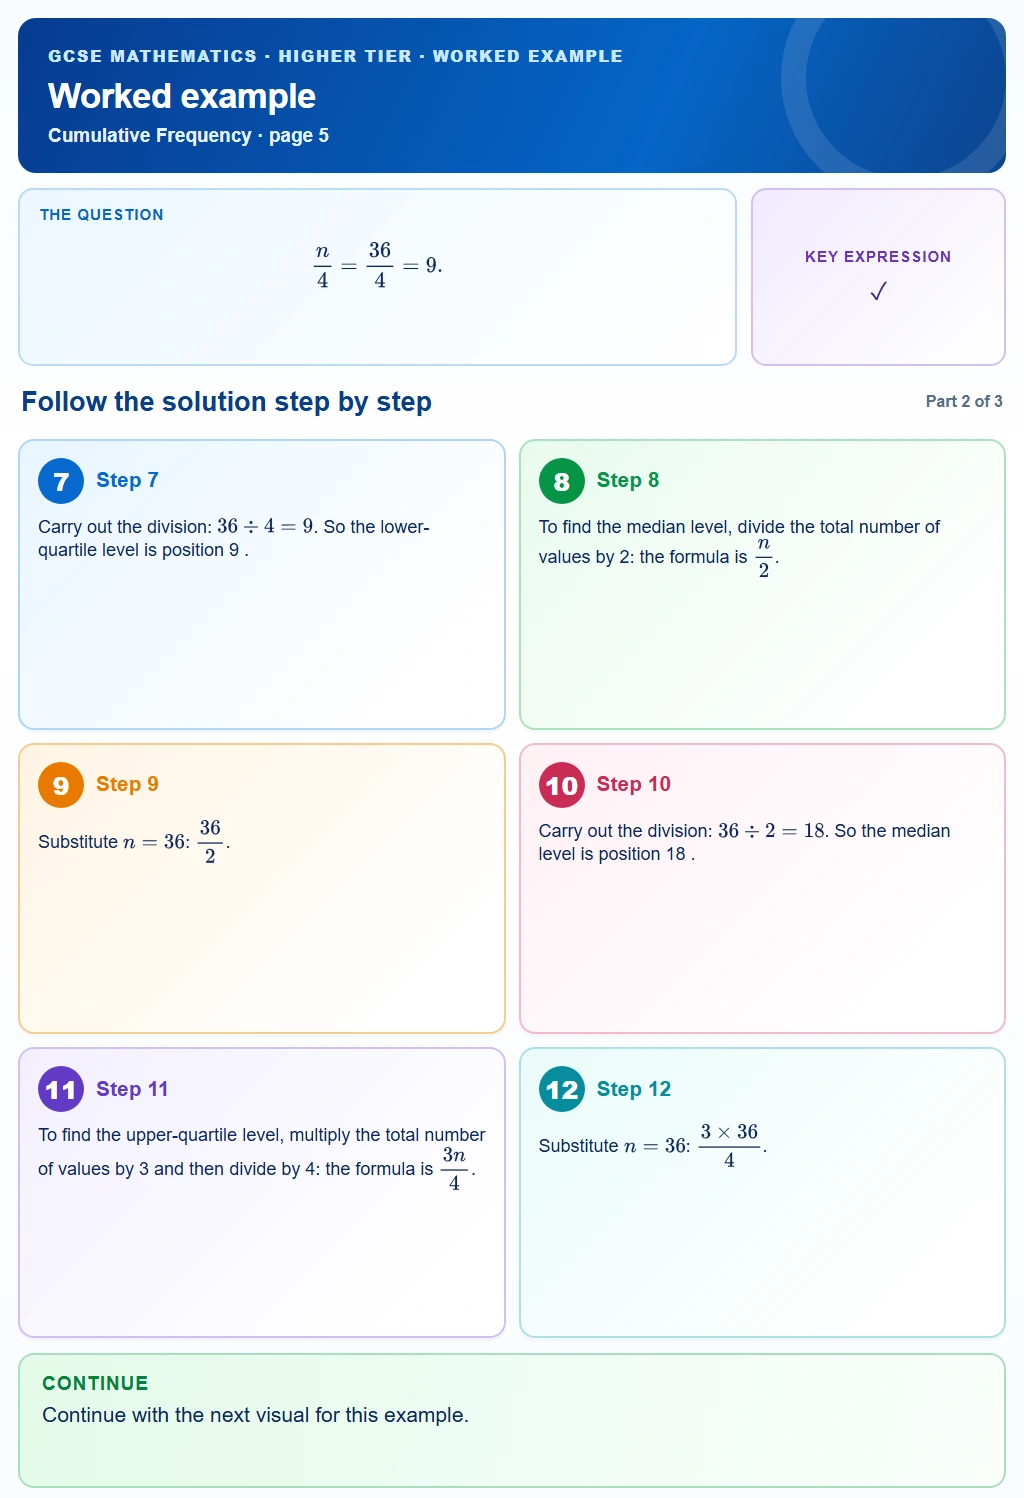 GCSE MATHEMATICS · HIGHER TIER · WORKED EXAMPLE
Worked example
Cumulative Frequency · page 5
THE QUESTION
n/4 = 36/4 = 9.
KEY EXPRESSION
✓
Follow the solution step by step
Part 2 of 3
7 Step 7
Carry out the division: 36 ÷ 4 = 9. So the lower-
quartile level is position 9 .
8 Step 8
To find the median level, divide the total number of
values by 2: the formula is n/2.
9 Step 9
Substitute n = 36: 36/2.
10 Step 10
Carry out the division: 36 ÷ 2 = 18. So the median
level is position 18 .
11 Step 11
To find the upper-quartile level, multiply the total number
of values by 3 and then divide by 4: the formula is 3n/4.
12 Step 12
Substitute n = 36: 3 × 36/4.
CONTINUE
Continue with the next visual for this example.